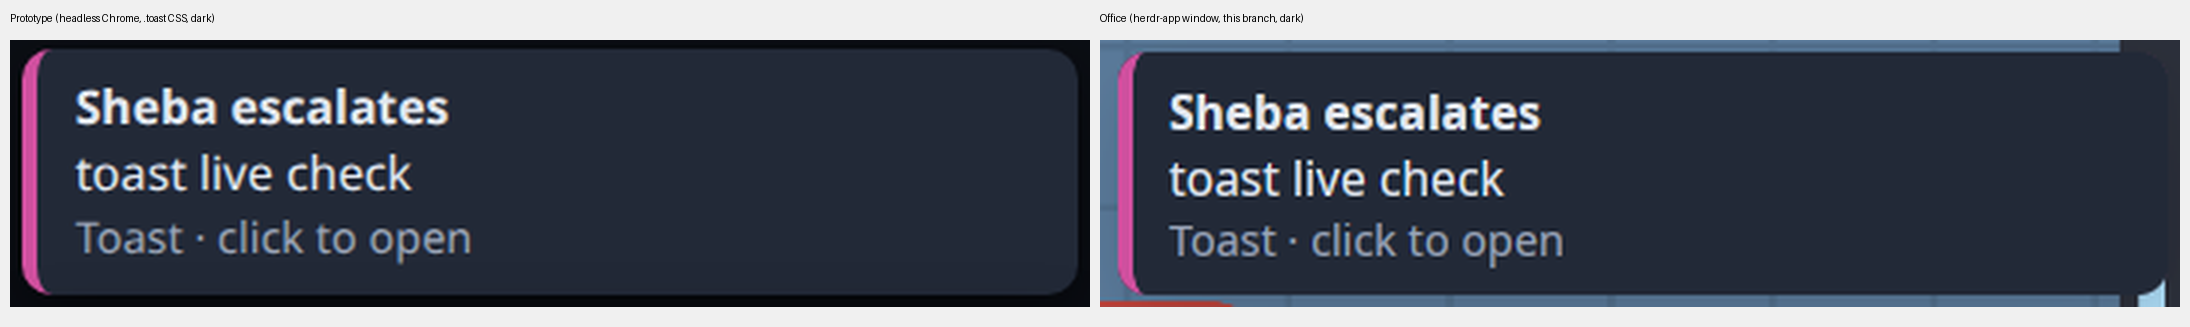 Prototype (headless Chrome, .toast CSS, dark)
Sheba escalates
toast live check
Toast · click to open
Office (herdr-app window, this branch, dark)
Sheba escalates
toast live check
Toast · click to open